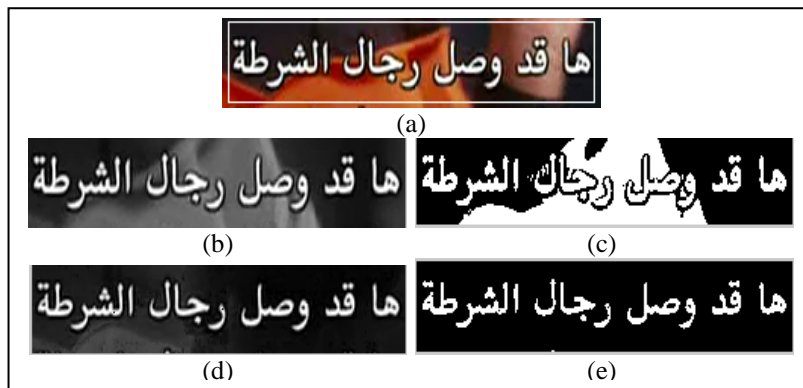 ها قد وصل رجال الشرطة
(a)
ها قد وصل رجال الشرطة
ها قد وصل رجال الشرطة
(b)
(c)
ها قد وصل رجال الشرطة
ها قد وصل رجال الشرطة
(d)
(e)